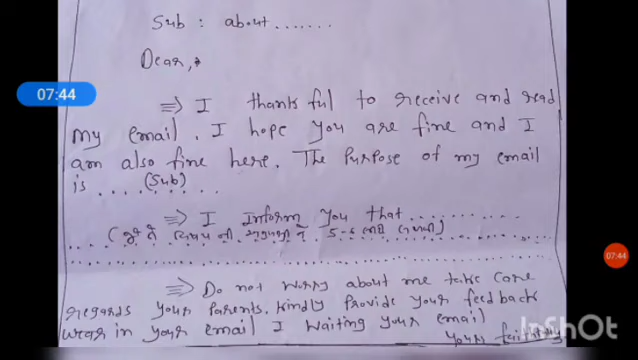 Sub : about.......
Dear,
07:44
⇒ I thankful to receive and read
my email. I hope you are fine and I
am also fine here. The Purpose of my email
is ....(Sub)....
⇒ I Inform you that...........
5-6
07:44
⇒ Do not worry about me take care
regards your parents. kindly Provide your feedback
wear in your email I waiting your email
yours faithfully
InShOt